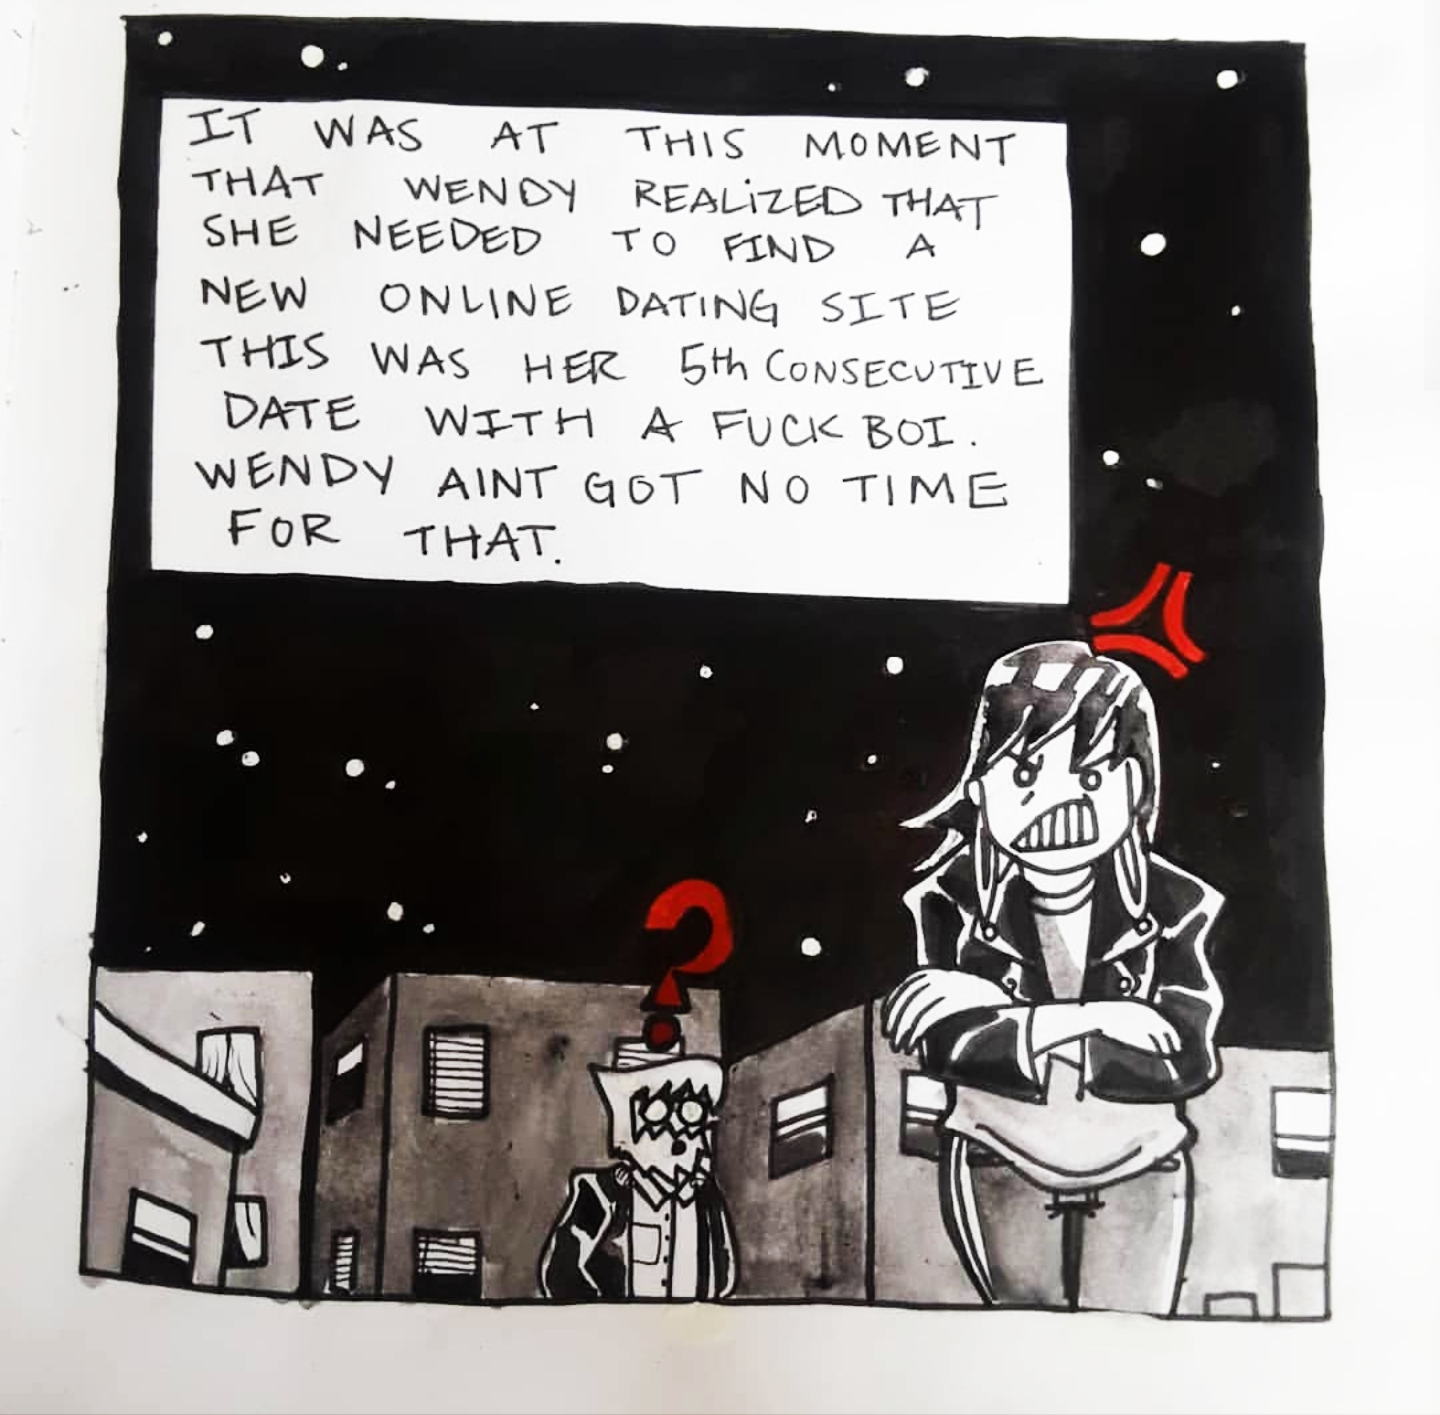 IT WAS AT THIS MOMENT
THAT WENDY REALIZED THAT
SHE NEEDED TO FIND A
NEW ONLINE DATING SITE
THIS WAS HER 5th CONSECUTIVE
DATE WITH A FUCK BOI.
WENDY AINT GOT NO TIME
FOR THAT.
?